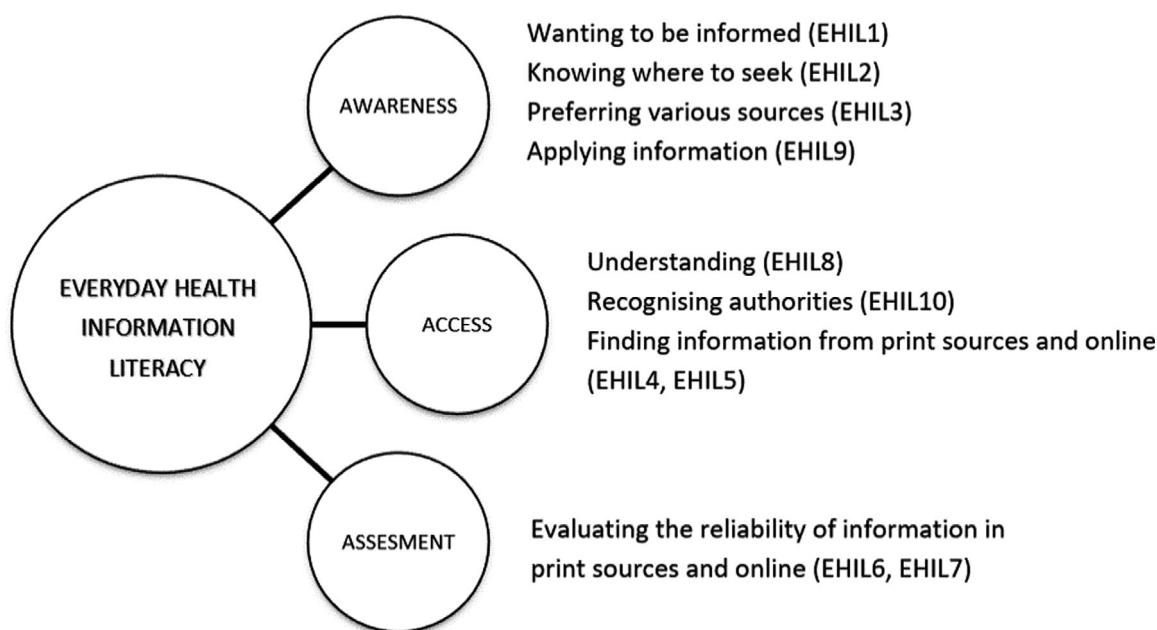 Wanting to be informed (EHIL1)
Knowing where to seek (EHIL2)
AWARENESS
Preferring various sources (EHIL3)
Applying information (EHIL9)
EVERYDAY HEALTH
INFORMATION
LITERACY
Understanding (EHIL8)
Recognising authorities (EHIL10)
ACCESS
Finding information from print sources and online
(EHIL4, EHIL5)
ASSESMENT
Evaluating the reliability of information in
print sources and online (EHIL6, EHIL7)